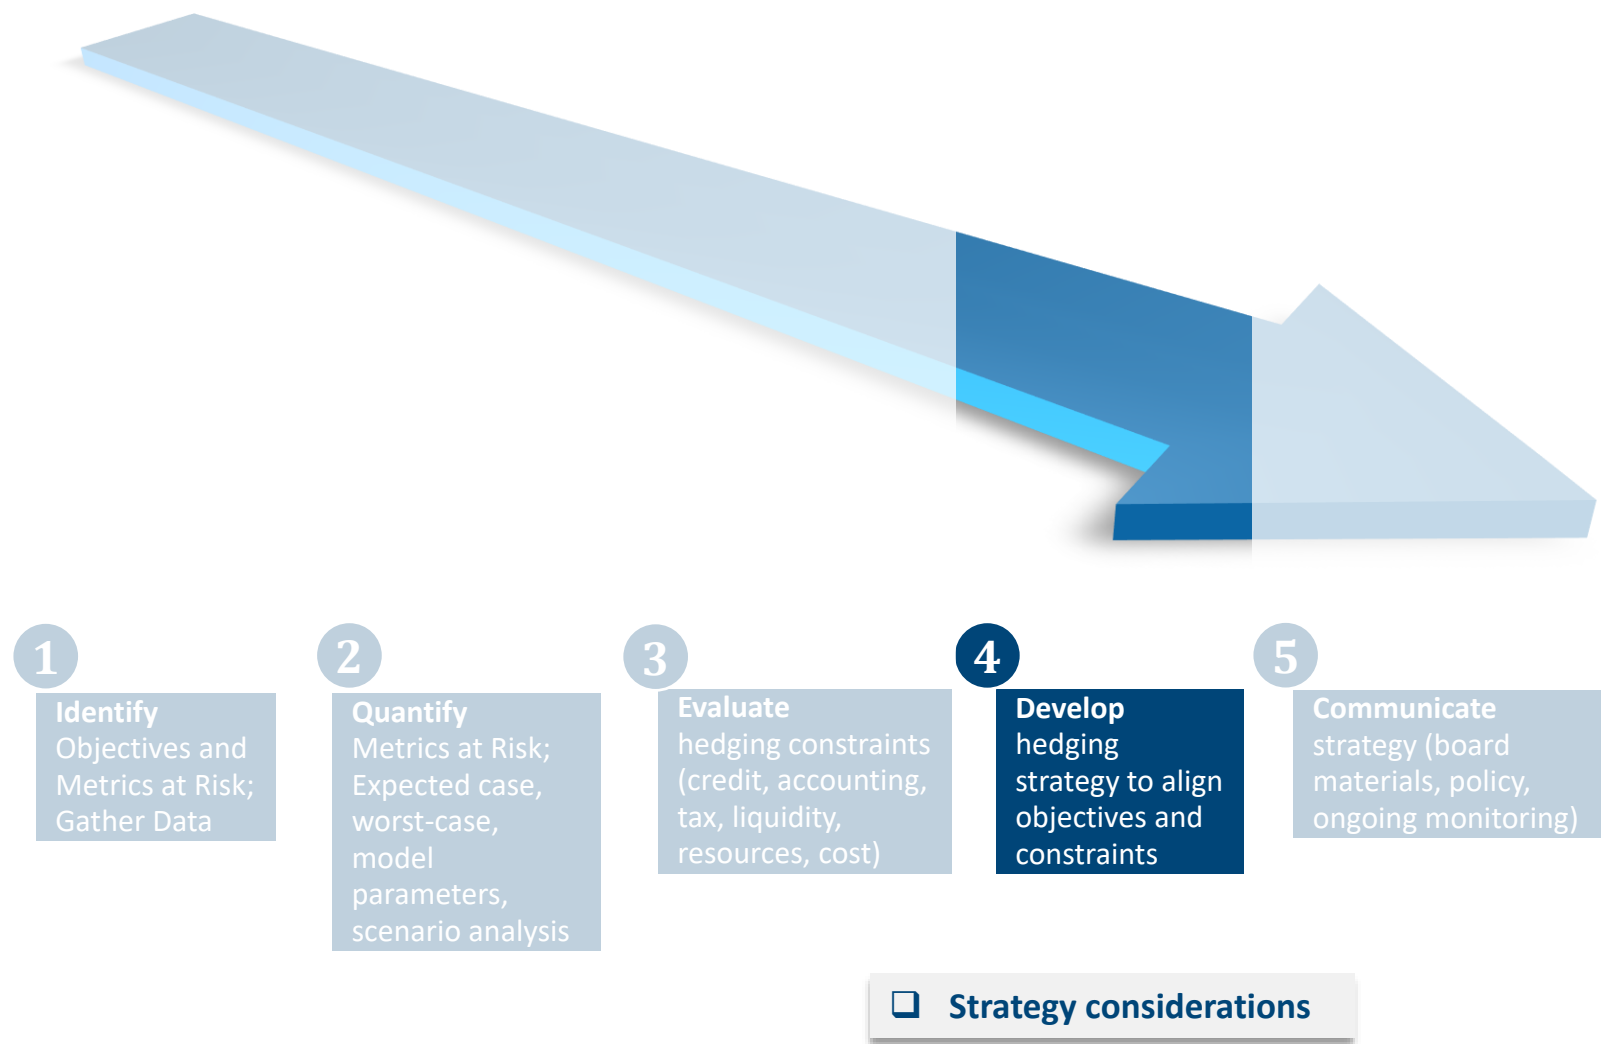 1
Identify
Objectives and
Metrics at Risk;
Gather Data
2
Quantify
Metrics at Risk;
Expected case,
worst-case,
model
parameters,
scenario analysis
3
Evaluate
hedging constraints
(credit, accounting,
tax, liquidity,
resources, cost)
4
Develop
hedging
strategy to align
objectives and
constraints
5
Communicate
strategy (board
materials, policy,
ongoing monitoring)
❑ Strategy considerations